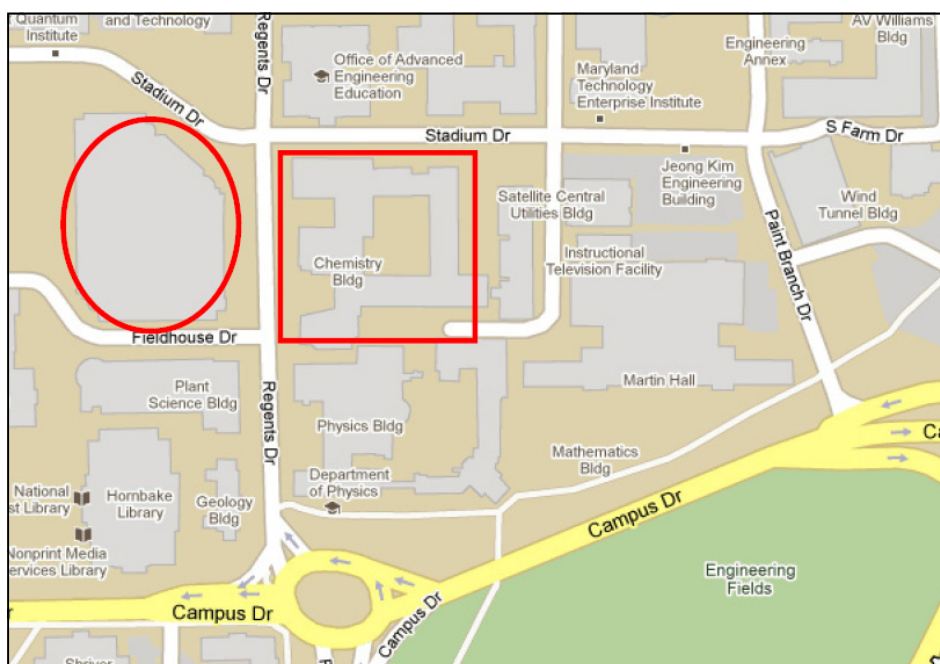 Quantum
Institute
and Technology
Regents Dr
Office of Advanced
Engineering
Education
Maryland
Technology
Enterprise Institute
Engineering
Annex
AV Williams
Bldg
Stadium Dr
Stadium Dr
S Farm Dr
Jeong Kim
Engineering
Building
Satellite Central
Utilities Bldg
Wind
Tunnel Bldg
Instructional
Television Facility
Chemistry
Bldg
Paint Branch Dr
Fieldhouse Dr
Plant
Science Bldg
Regents Dr
Martin Hall
Physics Bldg
Mathematics
Bldg
Department
of Physics
National
st Library
Hornbake
Library
Geology
Bldg
Nonprint Media
ervices Library
Campus Dr
Ca
Engineering
Fields
Campus Dr
Campus Dr
Shriver